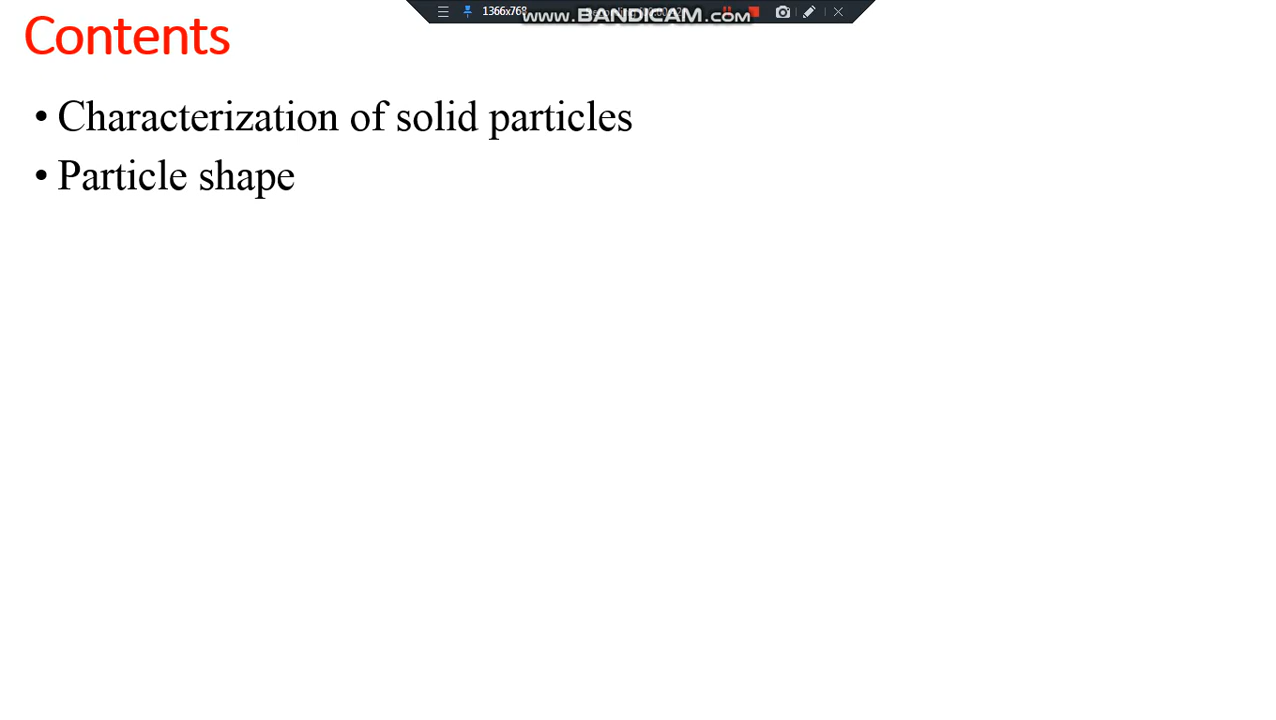 1366x768
www.BANDICAM.com
Contents
• Characterization of solid particles
• Particle shape